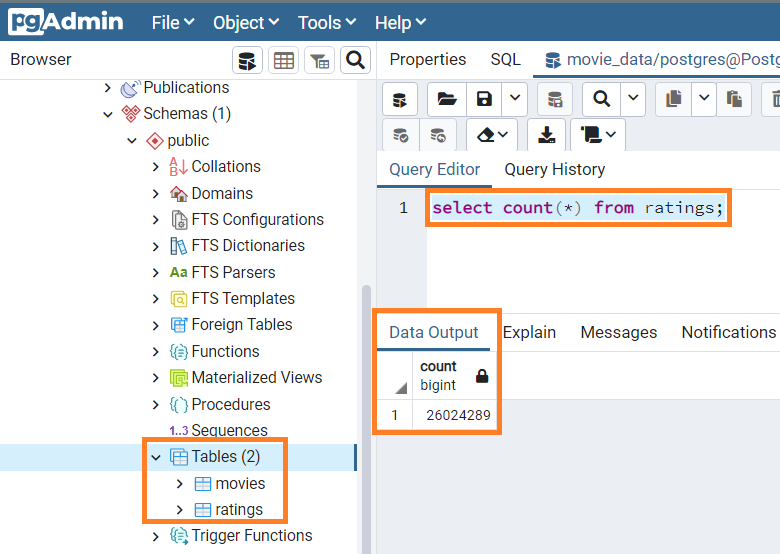 pgAdmin File Object Tools Help
Browser
Properties SQL movie_data/postgres@Postg
Publications
Schemas (1)
public
Collations
Domains
FTS Configurations
FTS Dictionaries
Aa FTS Parsers
FTS Templates
Foreign Tables
Functions
Materialized Views
Procedures
1..3 Sequences
Tables (2)
movies
ratings
Trigger Functions
Query Editor Query History
1 select count(*) from ratings;
Data Output Explain Messages Notifications
count
bigint
1 26024289